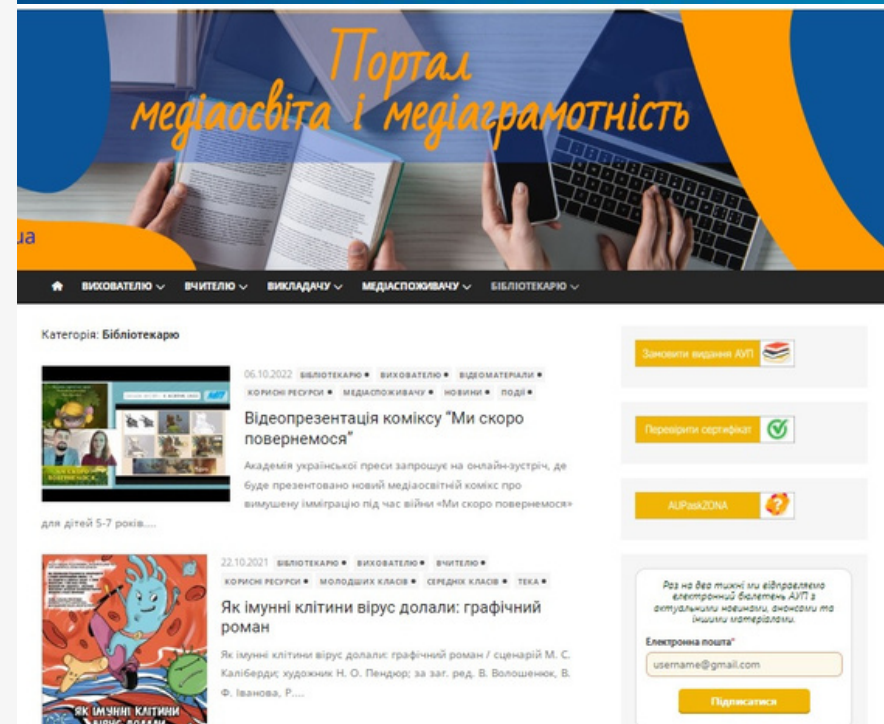 Портал
медіаосвіта і медіаграмотність
ua
ВИХОВАТЕЛЮ
ВЧИТЕЛЮ
ВИКЛАДАЧУ
МЕДІАСПОЖИВАЧУ
БІБЛІОТЕКАРЮ
Категорія: Бібліотекарю
06.10.2022 БІБЛІОТЕКАРЮ • ВИХОВАТЕЛЮ • ВІДЕОМАТЕРІАЛИ •
КОРИСНІ РЕСУРСИ • МЕДІАСПОЖИВАЧУ • НОВИНИ • ПОДІЇ •
Відеопрезентація коміксу “Ми скоро
повернемося”
Академія української преси запрошує на онлайн-зустріч, де
буде презентовано новий медіаосвітній комікс про
вимушену імміграцію під час війни «Ми скоро повернемося»
для дітей 5-7 років....
22.10.2021 БІБЛІОТЕКАРЮ • ВИХОВАТЕЛЮ • ВЧИТЕЛЮ •
КОРИСНІ РЕСУРСИ • МОЛОДШИХ КЛАСІВ • СЕРЕДНІХ КЛАСІВ • ТЕКА •
Як імунні клітини вірус долали: графічний
роман
Як імунні клітини вірус долали: графічний роман / сценарій М. С.
Каліберди; художник Н. О. Пендюр; за заг. ред. В. Волошенюк, В.
Ф. Іванова, Р.....
ЯК ІМУННІ КЛІТИНИ
ВІРУС ДОЛАЛИ
Замовити видання АУП
Перевірити сертифікат
AUPaskZONA
Раз на два тижні ми відправляємо
електронний бюлетень АУП з
актуальними новинами, анонсами та
іншими матеріалами.
Електронна пошта*
username@gmail.com
Підписатися